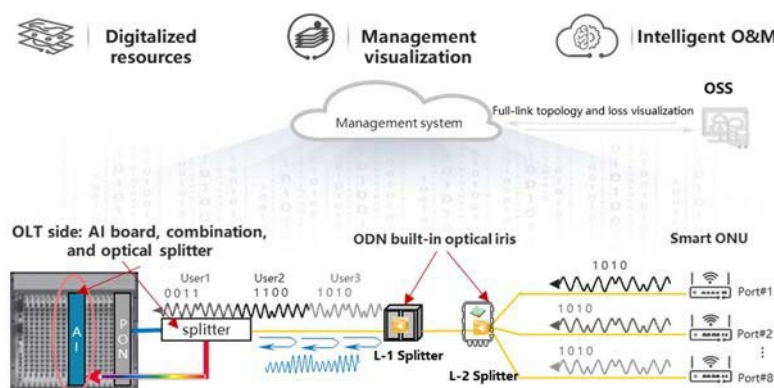 Digitalized
resources
Management
visualization
Intelligent O&M
OSS
Full-link topology and loss visualization
Management system
OLT side: AI board, combination,
and optical splitter
ODN built-in optical iris
Smart ONU
User1
User2
User3
0011
1100
1010
1010
Port#1
AI
PON
splitter
L-1 Splitter
L-2 Splitter
1010
Port#2
⋮
1010
Port#8